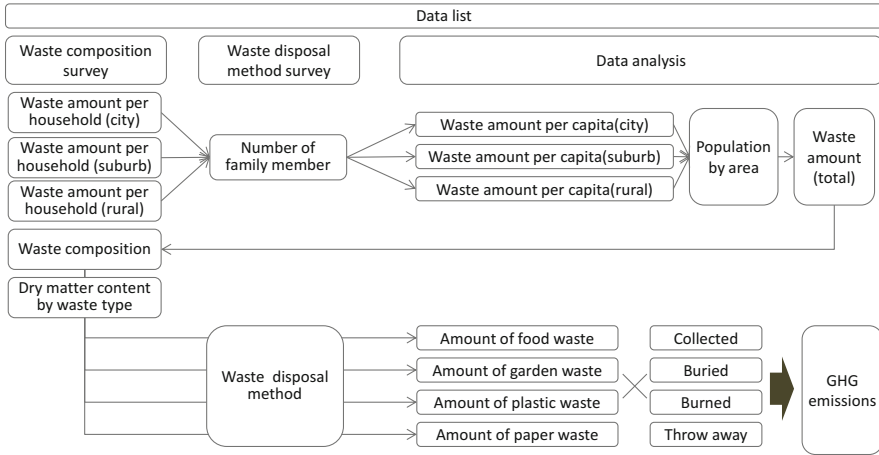 Data list
Waste composition
survey
Waste disposal
method survey
Data analysis
Waste amount per
household (city)
Waste amount per
household (suburb)
Waste amount per
household (rural)
Number of
family member
Waste amount per capita(city)
Waste amount per capita(suburb)
Waste amount per capita(rural)
Population
by area
Waste
amount
(total)
Waste composition
Dry matter content
by waste type
Waste disposal
method
Amount of food waste
Amount of garden waste
Amount of plastic waste
Amount of paper waste
Collected
Buried
Burned
Throw away
GHG
emissions